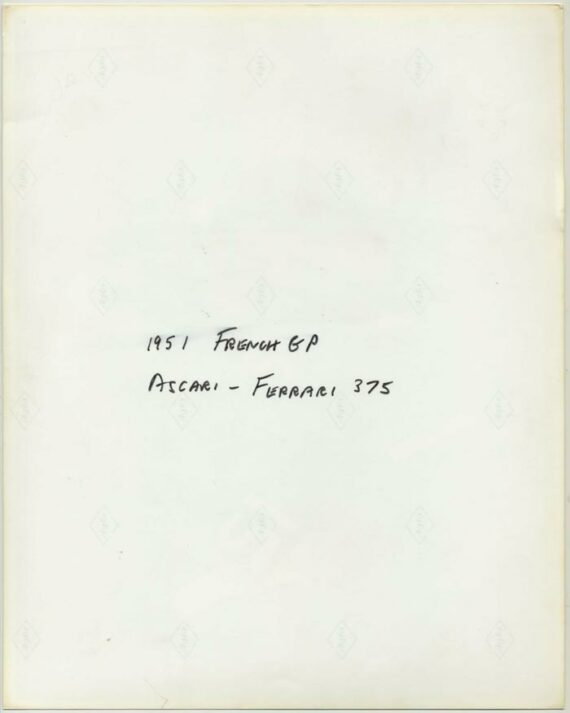 1951 FRENCH GP
ASCARI - FERRARI 375